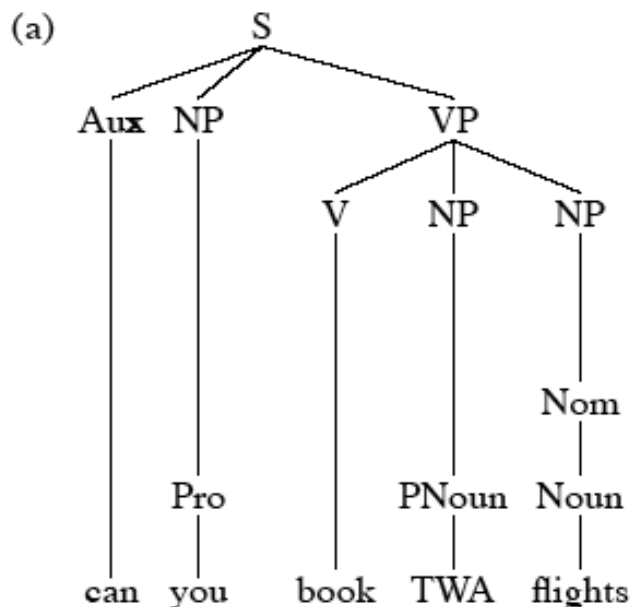 (a) S
Aux NP VP
V NP NP
Nom
Pro PNoun Noun
can you book TWA flights